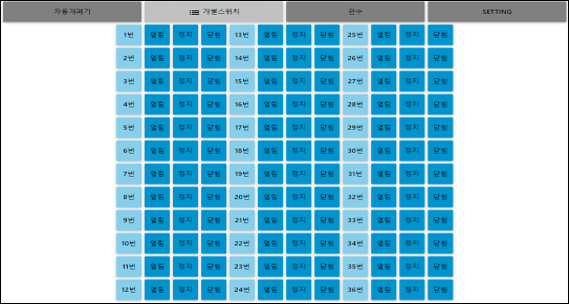 자동개폐기 개별스위치 관수 SETTING
1번 열림 정지 닫힘 13번 열림 정지 닫힘 25번 열림 정지 닫힘
2번 열림 정지 닫힘 14번 열림 정지 닫힘 26번 열림 정지 닫힘
3번 열림 정지 닫힘 15번 열림 정지 닫힘 27번 열림 정지 닫힘
4번 열림 정지 닫힘 16번 열림 정지 닫힘 28번 열림 정지 닫힘
5번 열림 정지 닫힘 17번 열림 정지 닫힘 29번 열림 정지 닫힘
6번 열림 정지 닫힘 18번 열림 정지 닫힘 30번 열림 정지 닫힘
7번 열림 정지 닫힘 19번 열림 정지 닫힘 31번 열림 정지 닫힘
8번 열림 정지 닫힘 20번 열림 정지 닫힘 32번 열림 정지 닫힘
9번 열림 정지 닫힘 21번 열림 정지 닫힘 33번 열림 정지 닫힘
10번 열림 정지 닫힘 22번 열림 정지 닫힘 34번 열림 정지 닫힘
11번 열림 정지 닫힘 23번 열림 정지 닫힘 35번 열림 정지 닫힘
12번 열림 정지 닫힘 24번 열림 정지 닫힘 36번 열림 정지 닫힘